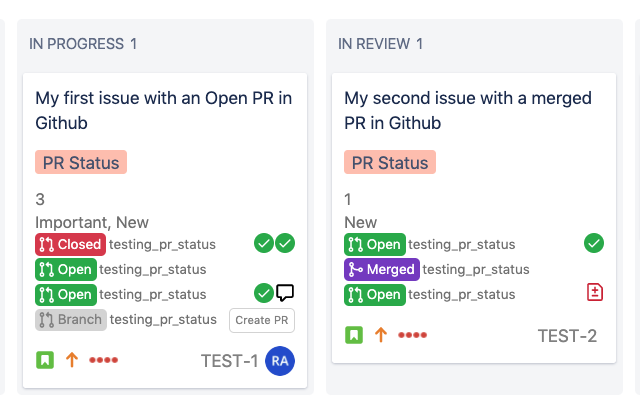 IN PROGRESS 1
My first issue with an Open PR in
Github
PR Status
3
Important, New
Closed testing_pr_status
Open testing_pr_status
Open testing_pr_status
Branch testing_pr_status Create PR
TEST-1 RA
IN REVIEW 1
My second issue with a merged
PR in Github
PR Status
1
New
Open testing_pr_status
Merged testing_pr_status
Open testing_pr_status
TEST-2